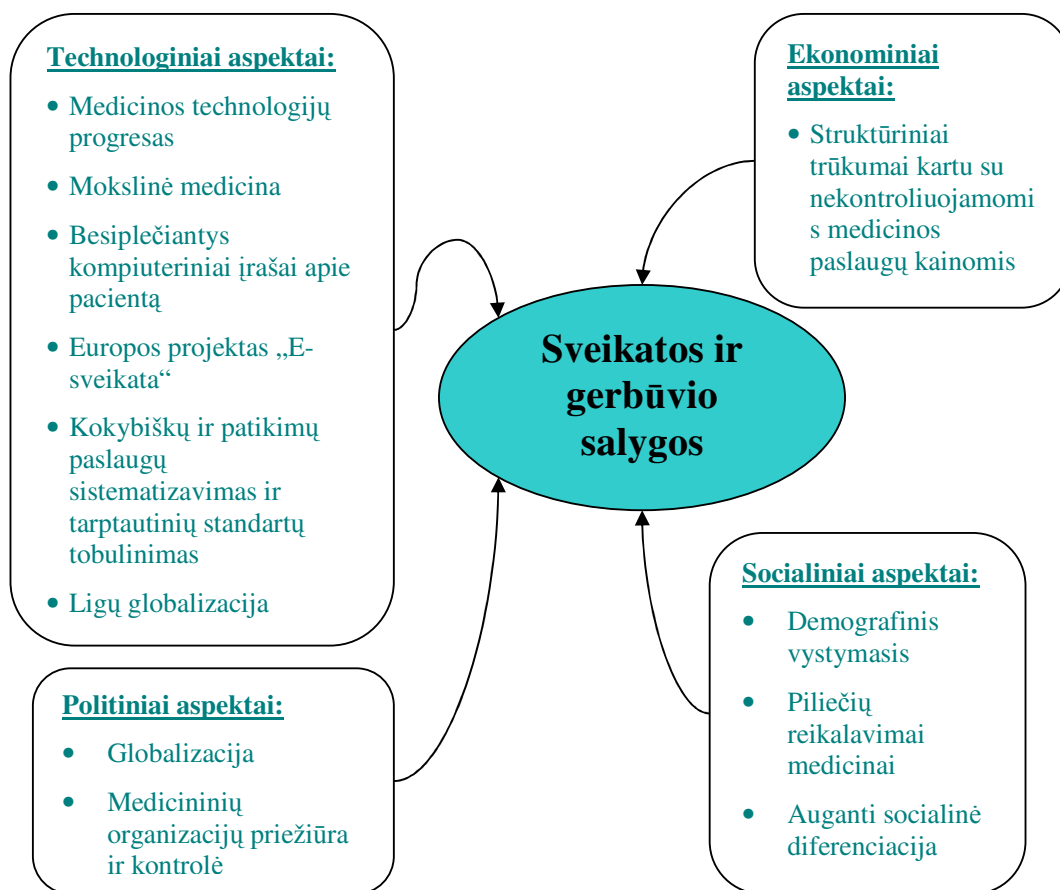 Technologiniai aspektai:
• Medicinos technologijų
progresas
• Mokslinė medicina
• Besiplečiantys
kompiuteriniai įrašai apie
pacientą
• Europos projektas „E-
sveikata“
• Kokybiškų ir patikimų
paslaugų
sistematizavimas ir
tarptautinių standartų
tobulinimas
• Ligų globalizacija
Ekonominiai
aspektai:
• Struktūriniai
trūkumai kartu su
nekontroliuojamomi
s medicinos
paslaugų kainomis
Sveikatos ir
gerbūvio
salygos
Politiniai aspektai:
• Globalizacija
• Medicininių
organizacijų priežiūra
ir kontrolė
Socialiniai aspektai:
• Demografinis
vystymasis
• Piliečių
reikalavimai
medicinai
• Auganti socialinė
diferenciacija